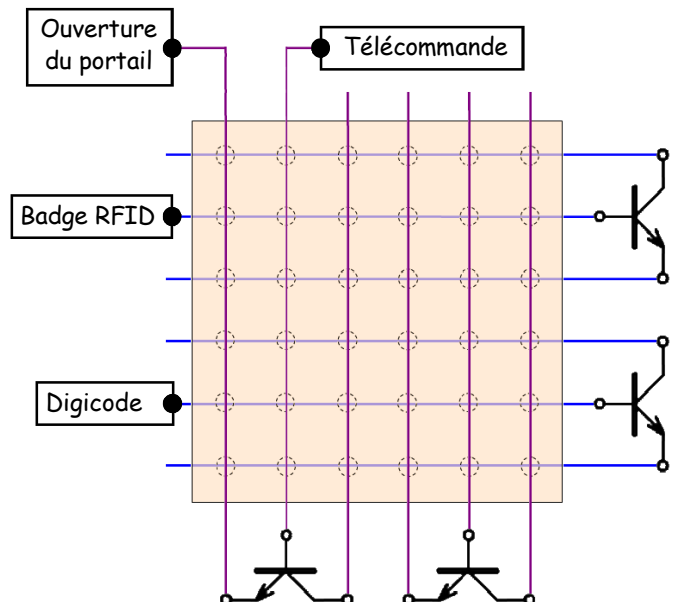 Ouverture
du portail
Télécommande
Badge RFID
Digicode